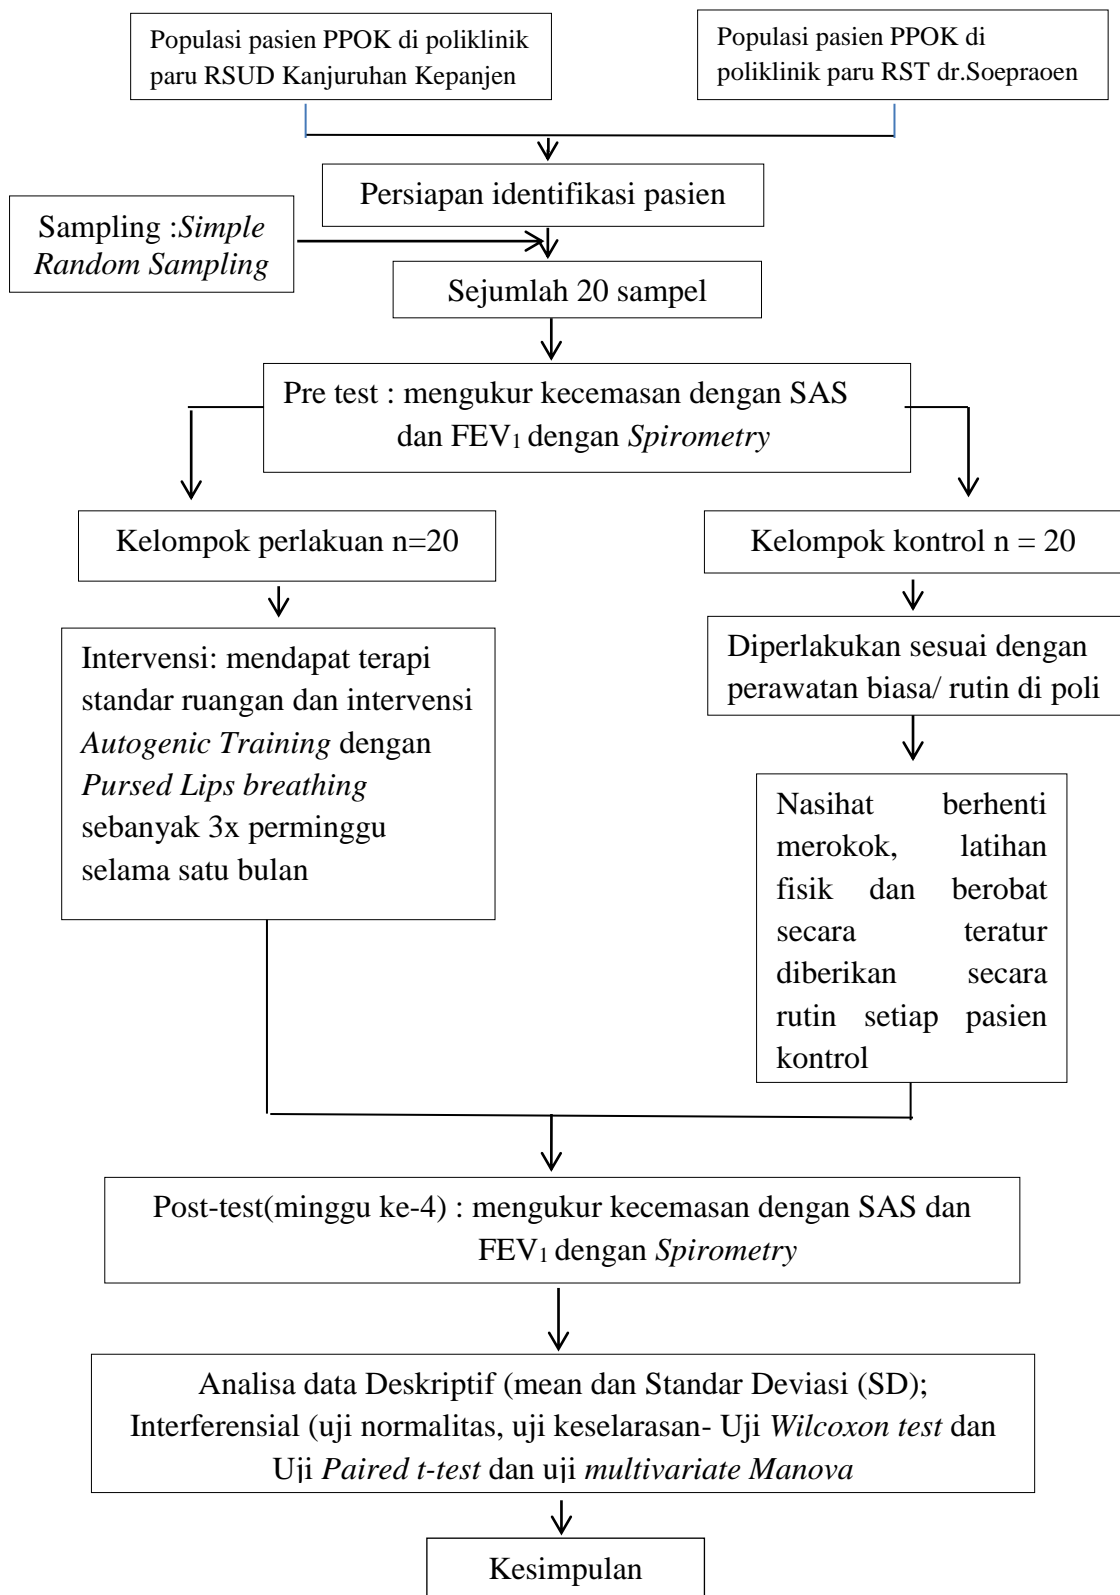 Populasi pasien PPOK di poliklinik
paru RSUD Kanjuruhan Kepanjen
Populasi pasien PPOK di
poliklinik paru RST dr.Soepraoen
Persiapan identifikasi pasien
Sampling :Simple
Random Sampling
Sejumlah 20 sampel
Pre test : mengukur kecemasan dengan SAS
dan FEV₁ dengan Spirometry
Kelompok perlakuan n=20
Kelompok kontrol n = 20
Intervensi: mendapat terapi
standar ruangan dan intervensi
Autogenic Training dengan
Pursed Lips breathing
sebanyak 3x perminggu
selama satu bulan
Diperlakukan sesuai dengan
perawatan biasa/ rutin di poli
Nasihat berhenti
merokok, latihan
fisik dan berobat
secara teratur
diberikan secara
rutin setiap pasien
kontrol
Post-test(minggu ke-4) : mengukur kecemasan dengan SAS dan
FEV₁ dengan Spirometry
Analisa data Deskriptif (mean dan Standar Deviasi (SD);
Interferensial (uji normalitas, uji keselarasan- Uji Wilcoxon test dan
Uji Paired t-test dan uji multivariate Manova
Kesimpulan